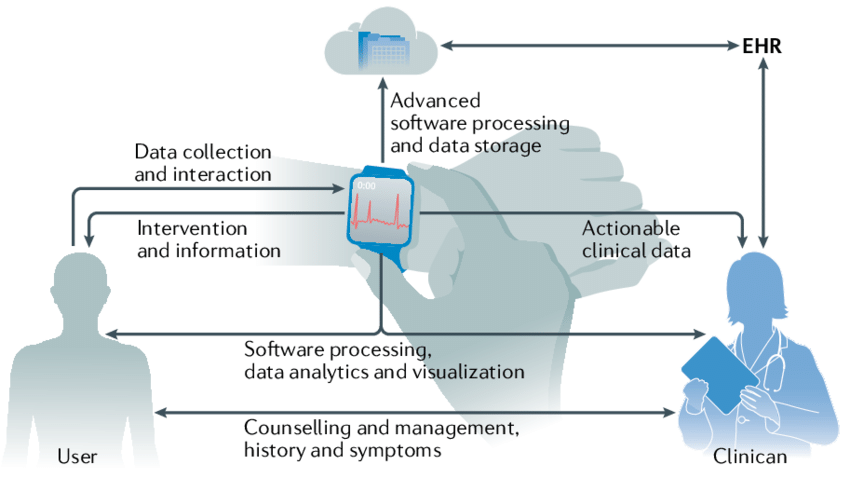 EHR
Advanced
software processing
and data storage
Data collection
and interaction
0:00
Intervention
and information
Actionable
clinical data
Software processing,
data analytics and visualization
Counselling and management,
history and symptoms
User
Clinican